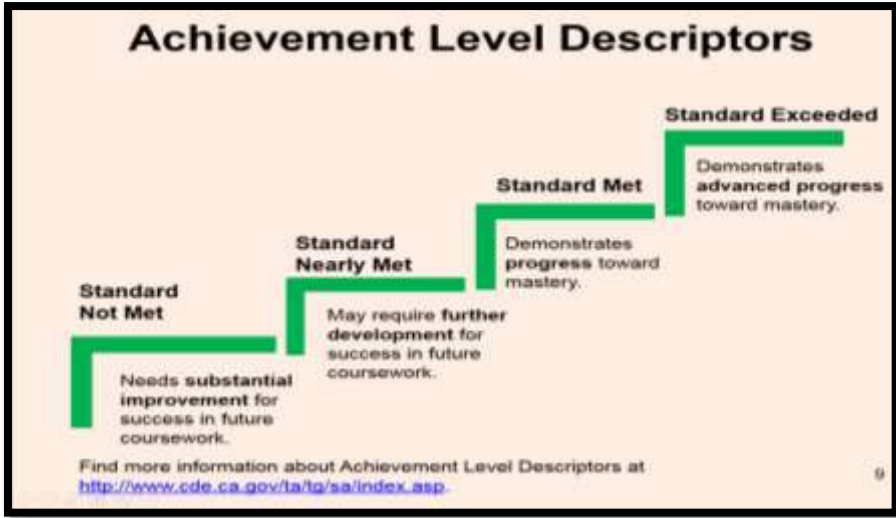 Achievement Level Descriptors
Standard Exceeded
Demonstrates
advanced progress
toward mastery.
Standard Met
Demonstrates
progress toward
mastery.
Standard
Nearly Met
May require further
development for
success in future
coursework.
Standard
Not Met
Needs substantial
improvement for
success in future
coursework.
Find more information about Achievement Level Descriptors at
http://www.cde.ca.gov/ta/tg/sa/index.asp.
9